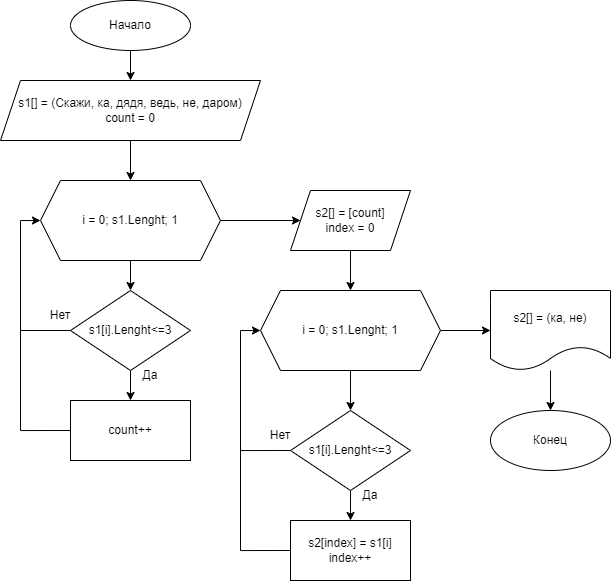 Начало
s1[] = (Скажи, ка, дядя, ведь, не, даром)
count = 0
i = 0; s1.Lenght; 1
Нет
s1[i].Lenght<=3
Да
count++
s2[] = [count]
index = 0
i = 0; s1.Lenght; 1
Нет
s1[i].Lenght<=3
Да
s2[index] = s1[i]
index++
s2[] = (ка, не)
Конец